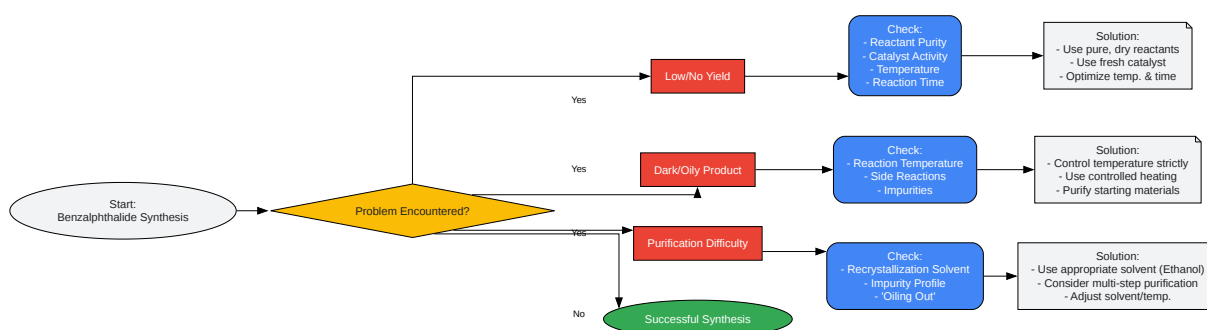 Start:
Benzalphthalide Synthesis
Problem Encountered?
Yes
Low/No Yield
Check:
- Reactant Purity
- Catalyst Activity
- Temperature
- Reaction Time
Solution:
- Use pure, dry reactants
- Use fresh catalyst
- Optimize temp. & time
Yes
Dark/Oily Product
Check:
- Reaction Temperature
- Side Reactions
- Impurities
Solution:
- Control temperature strictly
- Use controlled heating
- Purify starting materials
Yes
Purification Difficulty
Check:
- Recrystallization Solvent
- Impurity Profile
- 'Oiling Out'
Solution:
- Use appropriate solvent (Ethanol)
- Consider multi-step purification
- Adjust solvent/temp.
No
Successful Synthesis